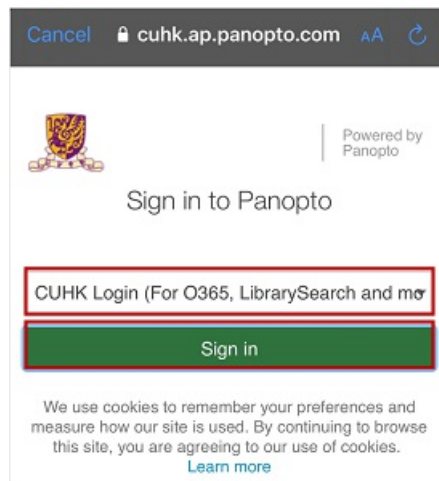 Cancel cuhk.ap.panopto.com AA
Powered by
Panopto
Sign in to Panopto
CUHK Login (For O365, LibrarySearch and mo
Sign in
We use cookies to remember your preferences and
measure how our site is used. By continuing to browse
this site, you are agreeing to our use of cookies.
Learn more